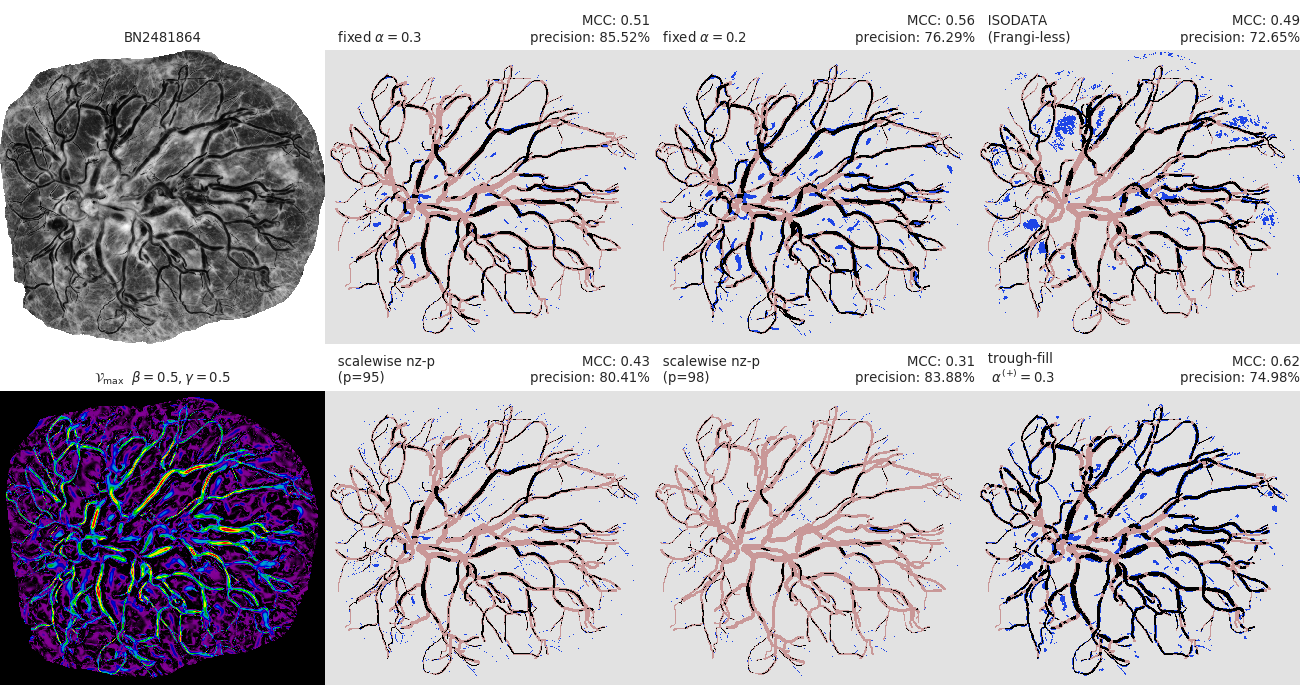 BN2481864
fixed α = 0.3
MCC: 0.51
precision: 85.52%
fixed α = 0.2
MCC: 0.56
precision: 76.29%
ISODATA
(Frangi-less)
MCC: 0.49
precision: 72.65%
𝒱max β = 0.5, γ = 0.5
scalewise nz-p
(p=95)
MCC: 0.43
precision: 80.41%
scalewise nz-p
(p=98)
MCC: 0.31
precision: 83.88%
trough-fill
α(+) = 0.3
MCC: 0.62
precision: 74.98%